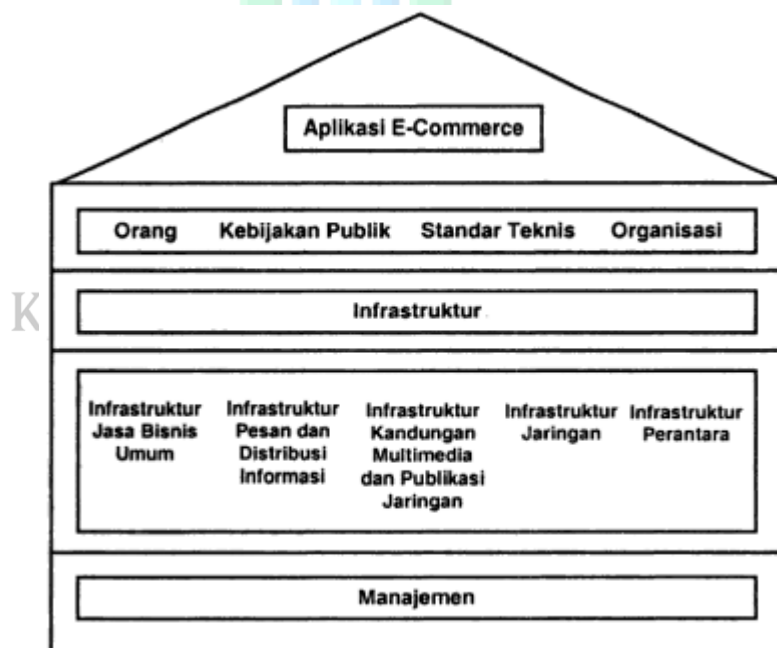 Aplikasi E-Commerce
Orang Kebijakan Publik Standar Teknis Organisasi
K
Infrastruktur
Infrastruktur
Jasa Bisnis
Umum
Infrastruktur
Pesan dan
Distribusi
Informasi
Infrastruktur
Kandungan
Multimedia
dan Publikasi
Jaringan
Infrastruktur
Jaringan
Infrastruktur
Perantara
Manajemen